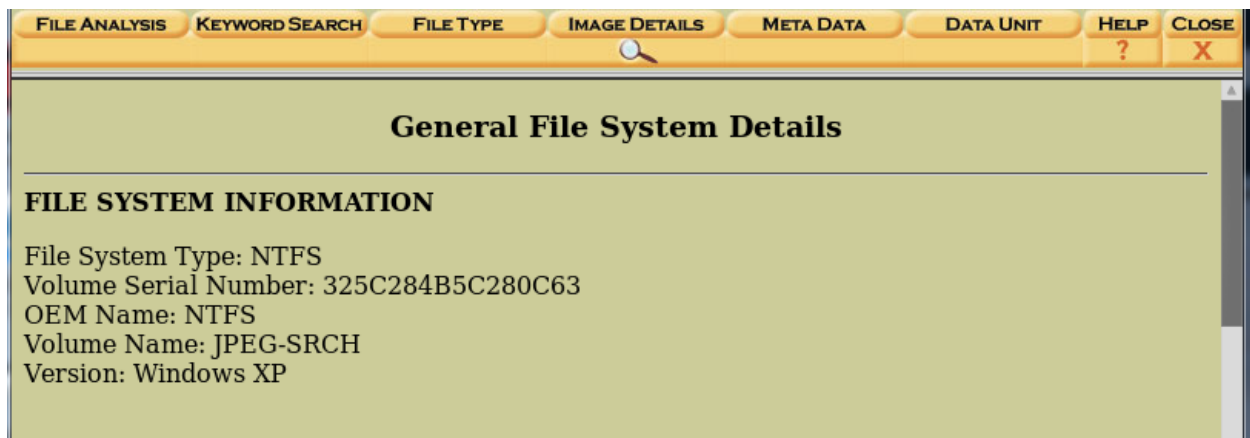 FILE ANALYSIS KEYWORD SEARCH FILE TYPE IMAGE DETAILS META DATA DATA UNIT HELP CLOSE
? X
General File System Details
FILE SYSTEM INFORMATION
File System Type: NTFS
Volume Serial Number: 325C284B5C280C63
OEM Name: NTFS
Volume Name: JPEG-SRCH
Version: Windows XP